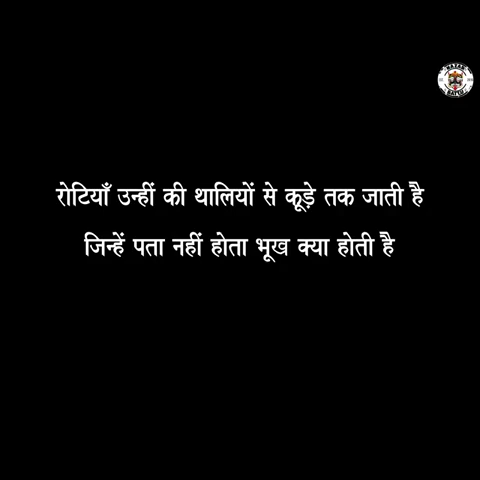 रोटियाँ उन्हीं की थालियों से कूड़े तक जाती है
जिन्हें पता नहीं होता भूख क्या होती है